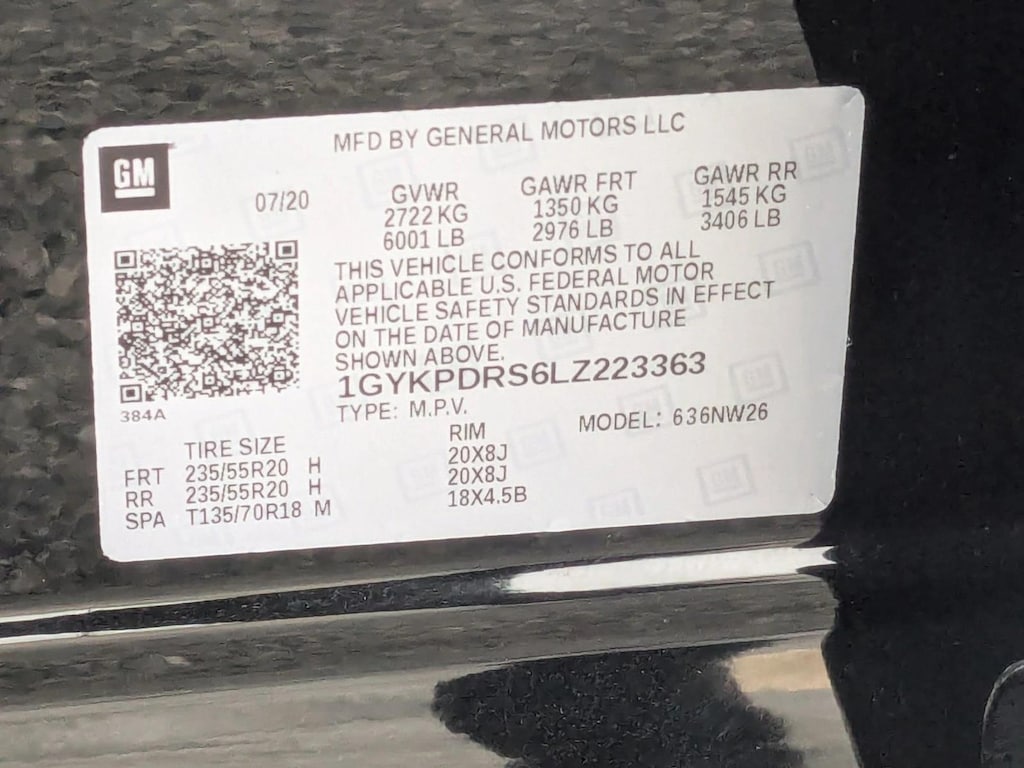 MFD BY GENERAL MOTORS LLC
GM
07/20
GVWR
2722 KG
6001 LB
GAWR FRT
1350 KG
2976 LB
GAWR RR
1545 KG
3406 LB
THIS VEHICLE CONFORMS TO ALL
APPLICABLE U.S. FEDERAL MOTOR
VEHICLE SAFETY STANDARDS IN EFFECT
ON THE DATE OF MANUFACTURE
SHOWN ABOVE.
1GYKPDRS6LZ223363
384A
TYPE: M.P.V. MODEL: 636NW26
TIRE SIZE RIM
FRT 235/55R20 H 20X8J
RR 235/55R20 H 20X8J
SPA T135/70R18 M 18X4.5B